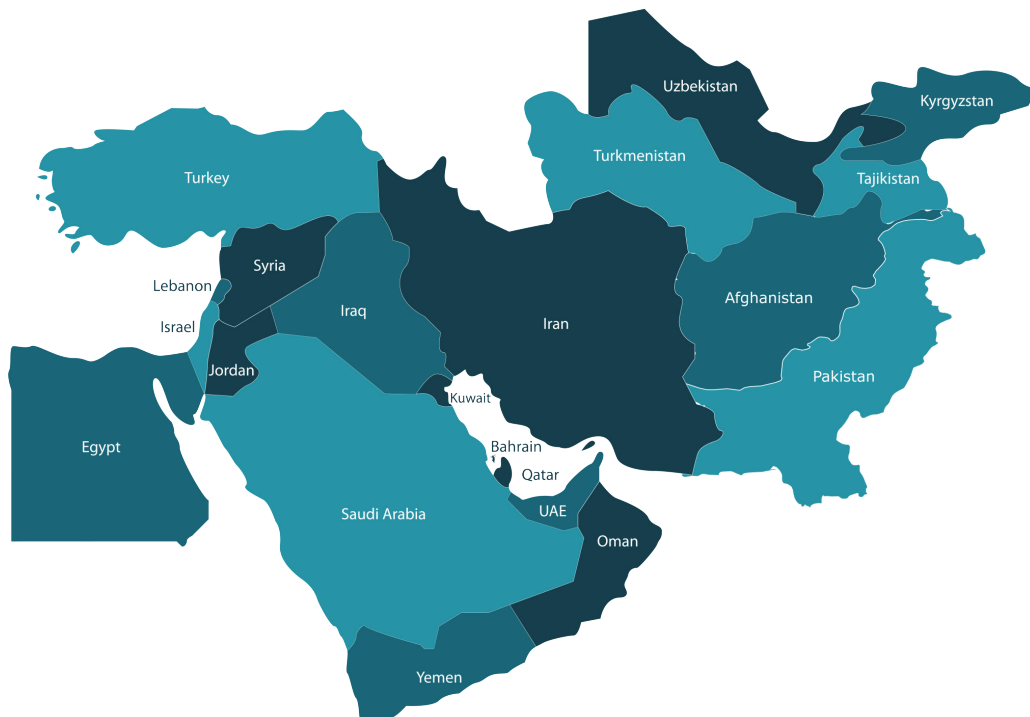 Uzbekistan
Kyrgyzstan
Turkmenistan
Turkey
Tajikistan
Syria
Lebanon
Afghanistan
Iraq
Iran
Israel
Jordan
Pakistan
Kuwait
Egypt
Bahrain
Qatar
UAE
Saudi Arabia
Oman
Yemen